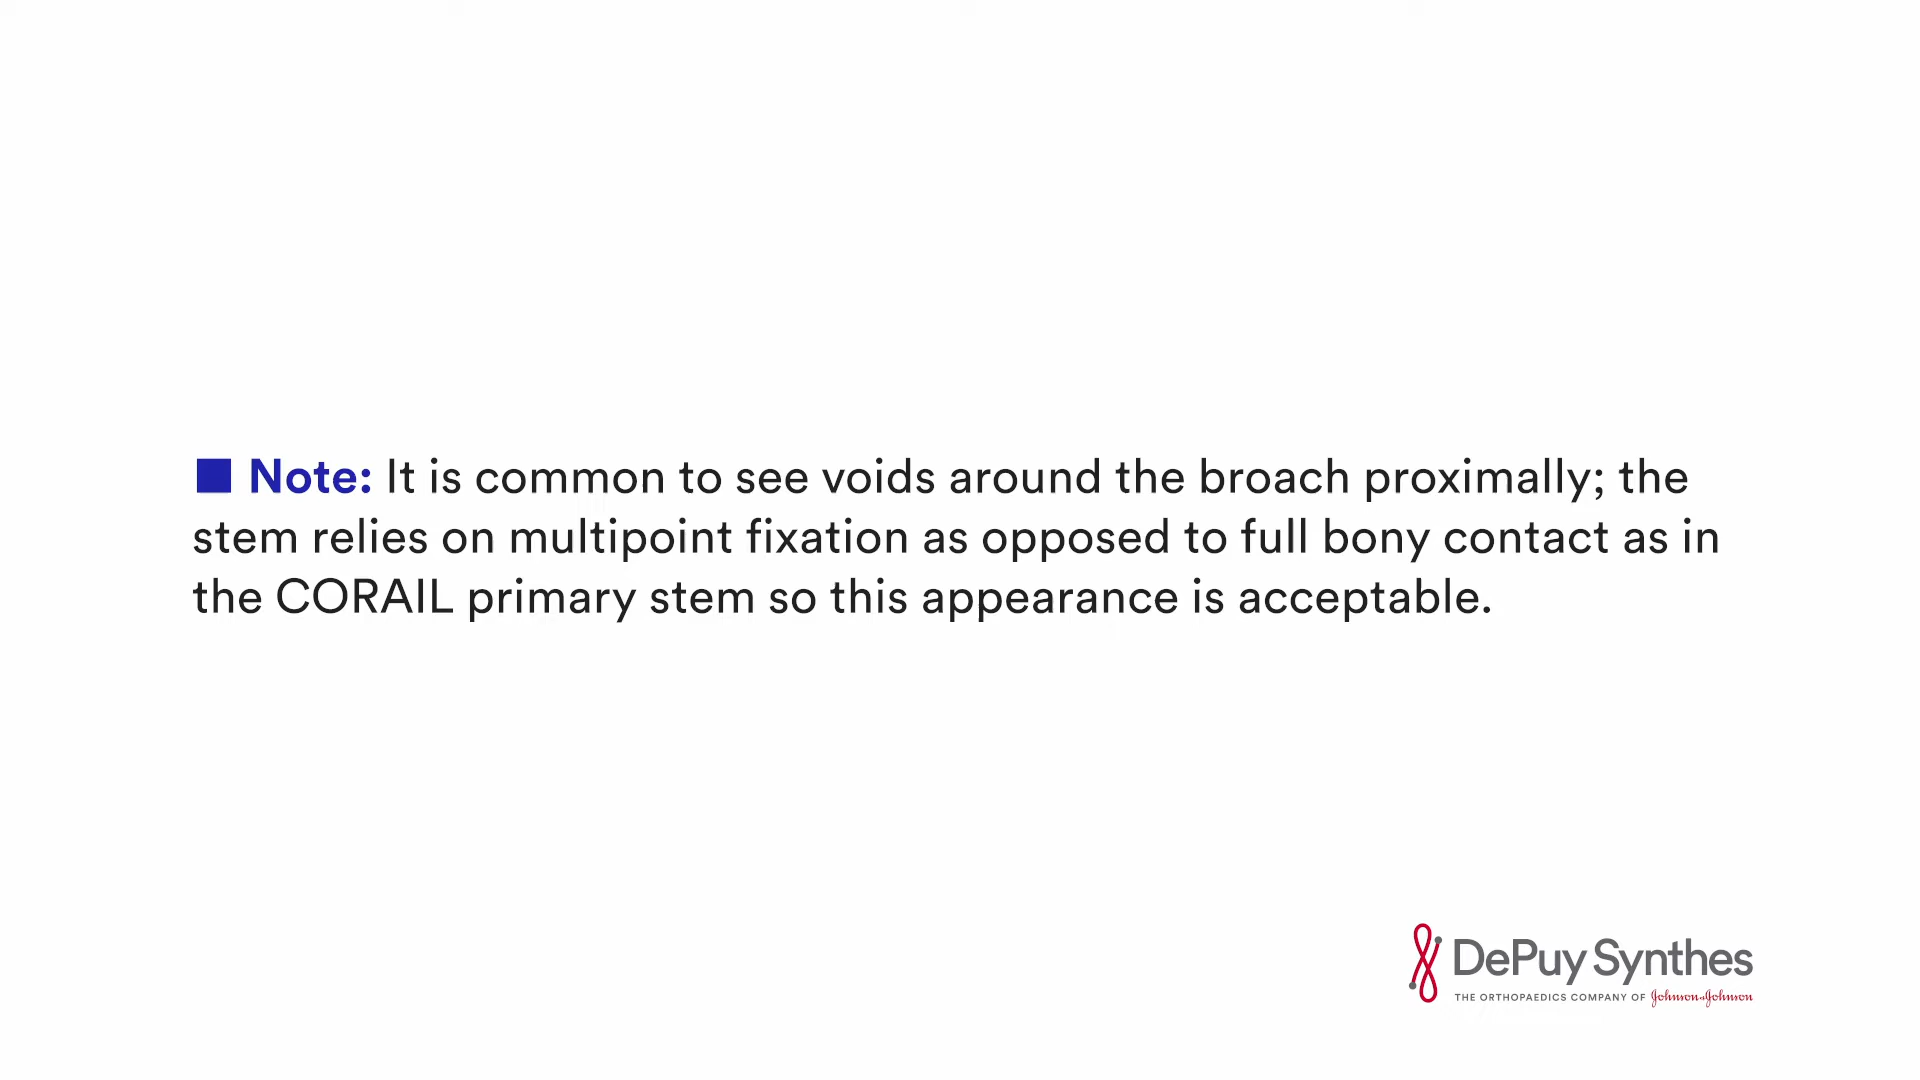 ■ Note: It is common to see voids around the broach proximally; the
stem relies on multipoint fixation as opposed to full bony contact as in
the CORAIL primary stem so this appearance is acceptable.
DePuy Synthes
THE ORTHOPAEDICS COMPANY OF Johnson & Johnson